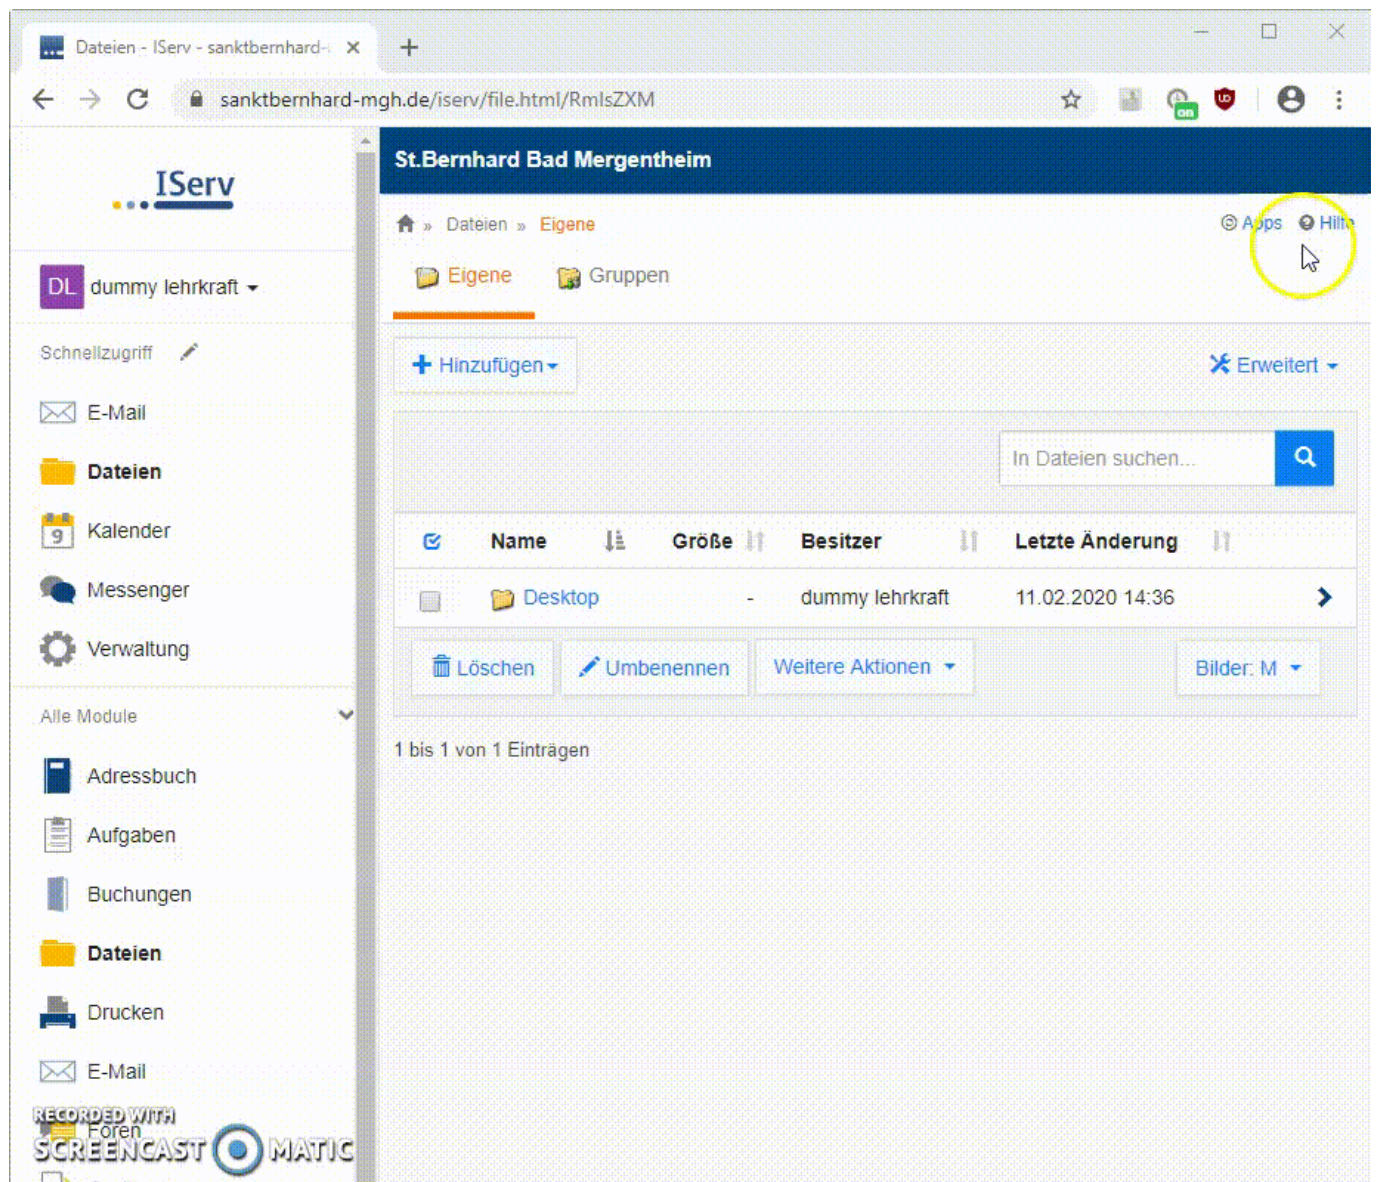 Dateien - IServ - sanktbernhard-
sanktbernhard-mgh.de/iserv/file.html/RmlsZXM
on
IServ
St.Bernhard Bad Mergentheim
» Dateien » Eigene
Apps Hilfe
Eigene Gruppen
DL dummy lehrkraft
Schnellzugriff
Hinzufügen
Erweitert
E-Mail
In Dateien suchen...
Dateien
9 Kalender
Name Größe Besitzer Letzte Änderung
Messenger
Desktop - dummy lehrkraft 11.02.2020 14:36
Verwaltung
Löschen Umbenennen Weitere Aktionen Bilder: M
Alle Module
1 bis 1 von 1 Einträgen
Adressbuch
Aufgaben
Buchungen
Dateien
Drucken
E-Mail
RECORDED WITH
Foren
SCREENCAST MATIC